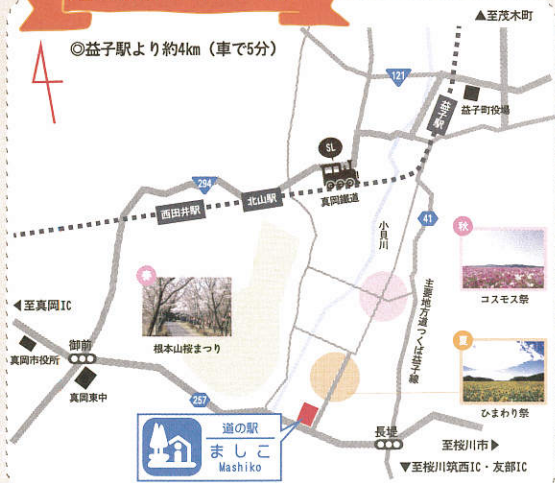 ▲至茂木町
◎益子駅より約4km（車で5分）
121
益子駅
益子町役場
SL
真岡鐵道
294
北山駅
西田井駅
小貝川
41
秋
コスモス祭
春
根本山桜まつり
主要地方道つくば益子線
◀至真岡IC
真岡市役所
御前
真岡東中
夏
ひまわり祭
257
道の駅
ましこ
Mashiko
長堤
至桜川市▶
▼至桜川筑西IC・友部IC